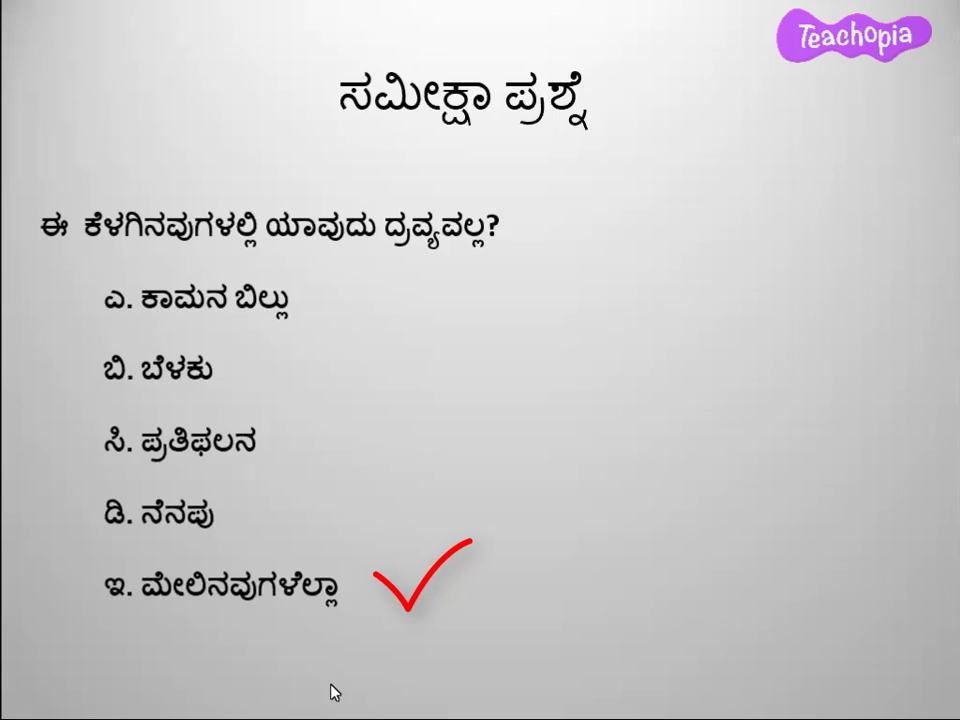 Teachopia
ಸಮೀಕ್ಷಾ ಪ್ರಶ್ನೆ
ಈ ಕೆಳಗಿನವುಗಳಲ್ಲಿ ಯಾವುದು ದ್ರವ್ಯವಲ್ಲ?
ಎ. ಕಾಮನ ಬಿಲ್ಲು
ಬಿ. ಬೆಳಕು
ಸಿ. ಪ್ರತಿಫಲನ
ಡಿ. ನೆನಪು
ಇ. ಮೇಲಿನವುಗಳೆಲ್ಲಾ